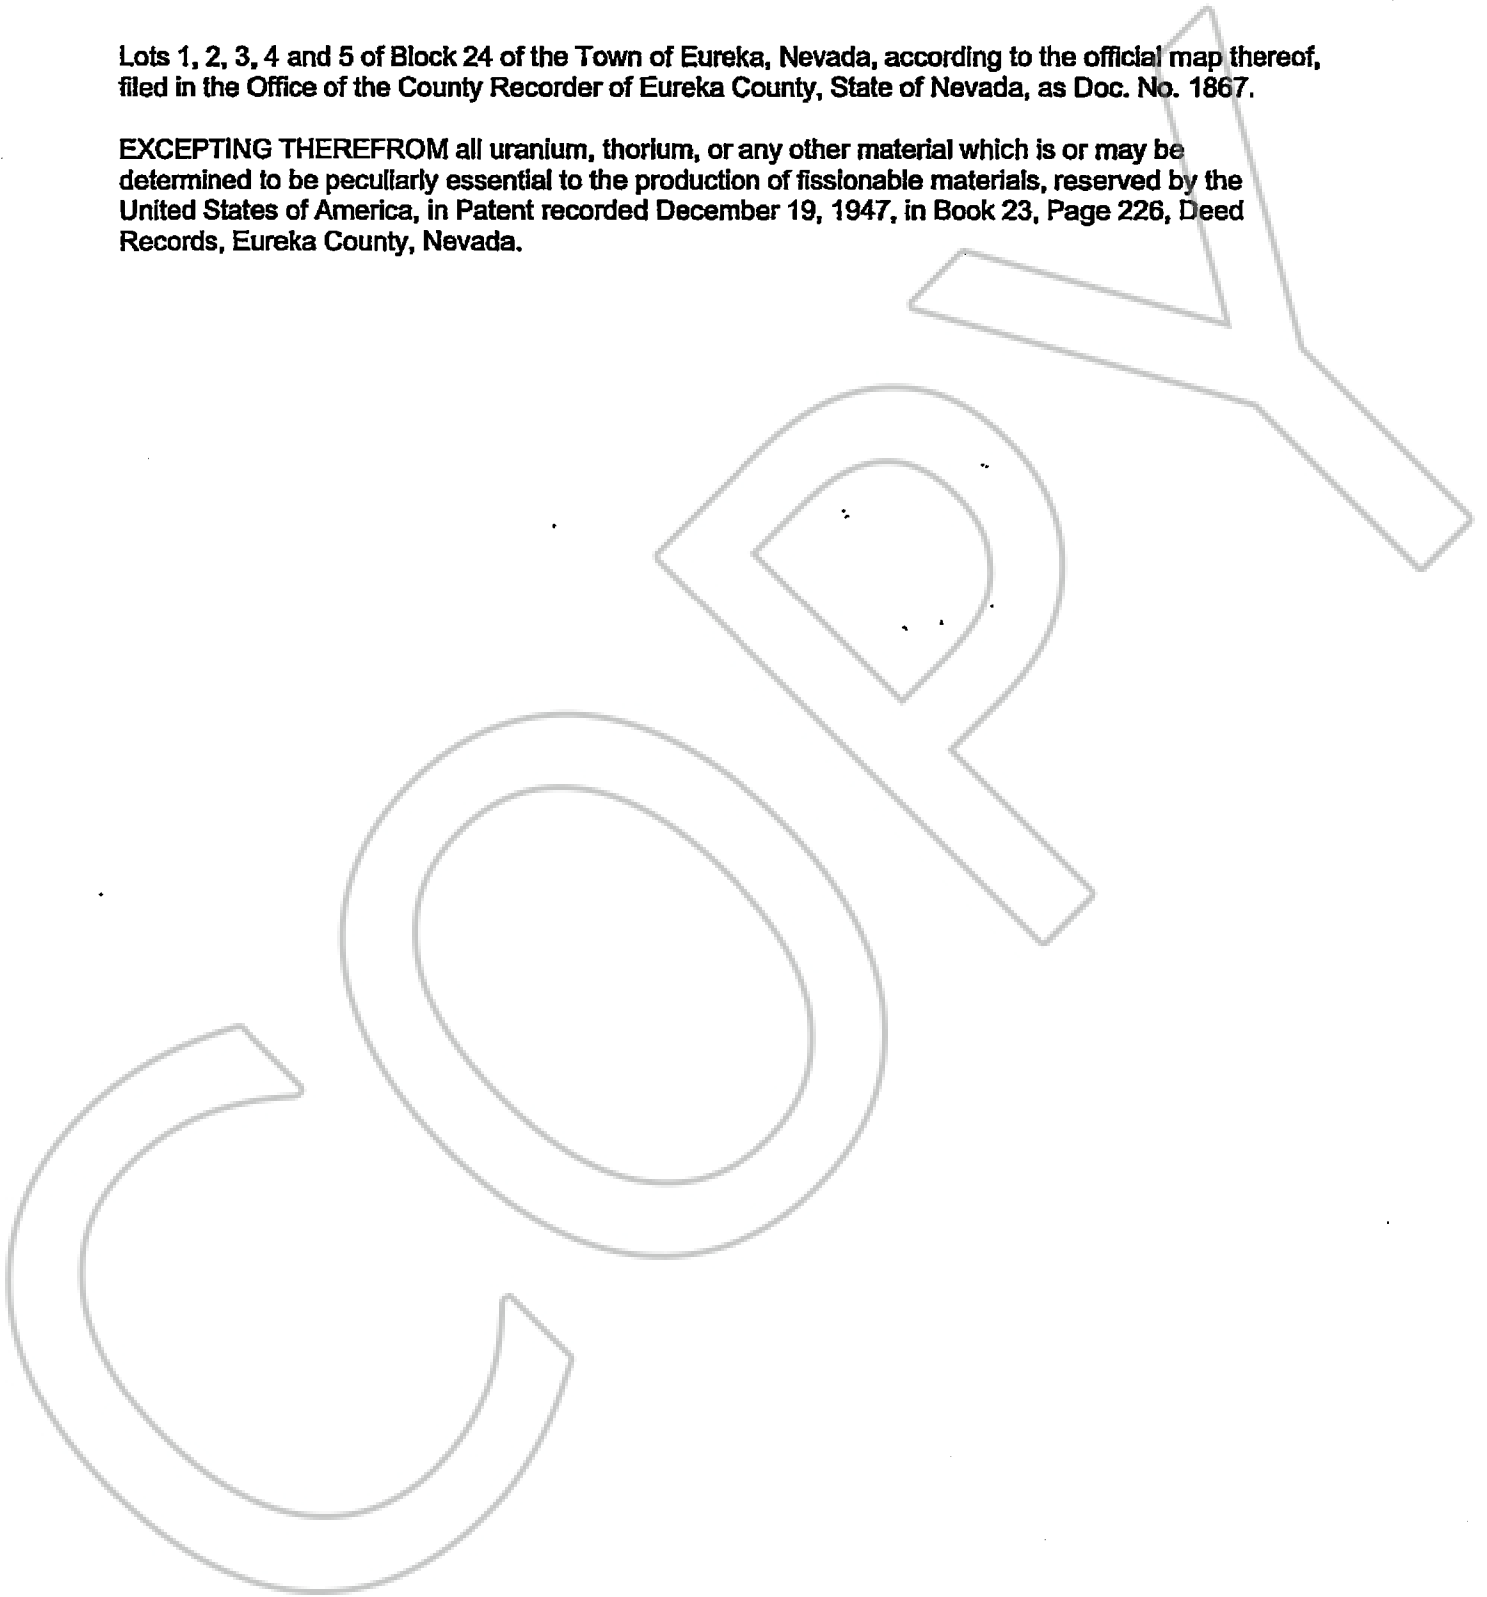 Lots 1, 2, 3, 4 and 5 of Block 24 of the Town of Eureka, Nevada, according to the official map thereof,
filed in the Office of the County Recorder of Eureka County, State of Nevada, as Doc. No. 1867.
EXCEPTING THEREFROM all uranium, thorium, or any other material which is or may be
determined to be peculiarly essential to the production of fissionable materials, reserved by the
United States of America, in Patent recorded December 19, 1947, in Book 23, Page 226, Deed
Records, Eureka County, Nevada.
COPY